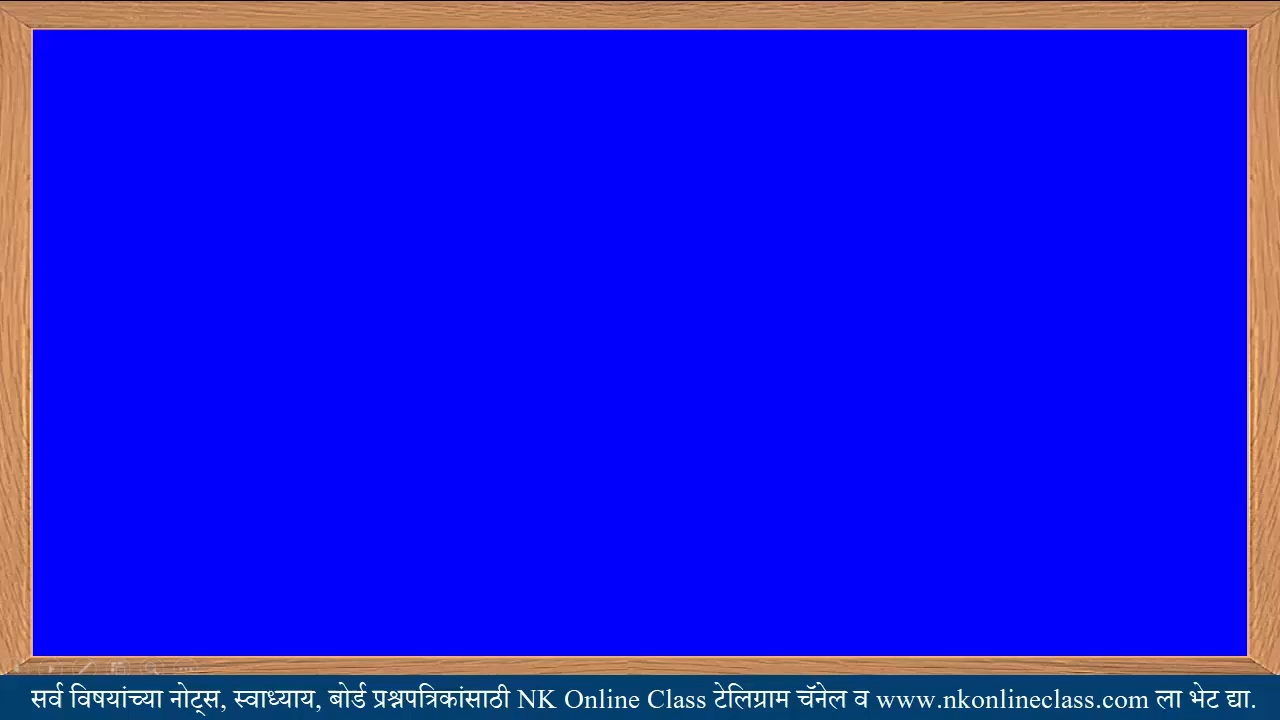 सर्व विषयांच्या नोट्स, स्वाध्याय, बोर्ड प्रश्नपत्रिकांसाठी NK Online Class टेलिग्राम चॅनेल व www.nkonlineclass.com ला भेट द्या.